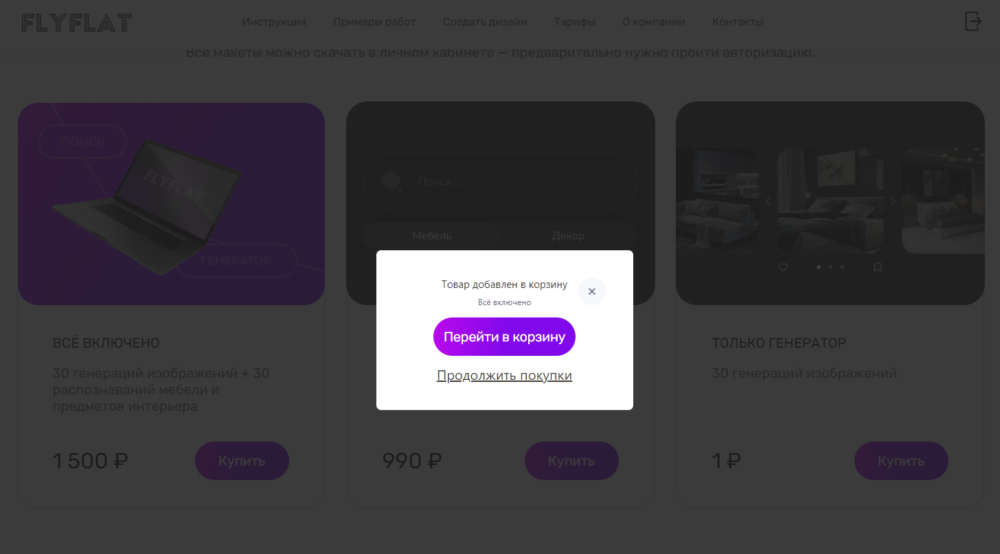 FLYFLAT
Инструкция Примеры работ Создать дизайн Тарифы О компании Контакты
Все макеты можно скачать в личном кабинете — предварительно нужно пройти авторизацию.
ПОИСК
FLYFLAT
ГЕНЕРАТОР
Поиск ...
Мебель Декор
Товар добавлен в корзину
Всё включено
Перейти в корзину
Продолжить покупки
ВСЁ ВКЛЮЧЕНО
30 генераций изображений + 30
распознаваний мебели и
предметов интерьера
1 500 ₽ Купить
990 ₽ Купить
ТОЛЬКО ГЕНЕРАТОР
30 генераций изображений
1 ₽ Купить